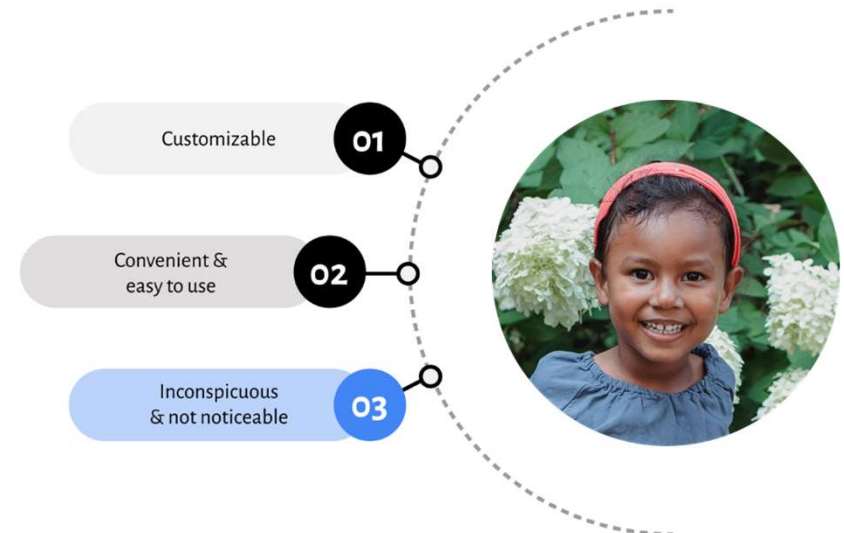 Customizable
01
Convenient &
easy to use
02
Inconspicuous
& not noticeable
03